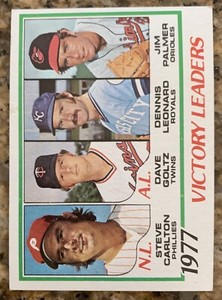 1977 VICTORY LEADERS
N.L.
STEVE
CARLTON
PHILLIES
A.L.
DAVE
GOLTZ
TWINS
DENNIS
LEONARD
ROYALS
JIM
PALMER
ORIOLES